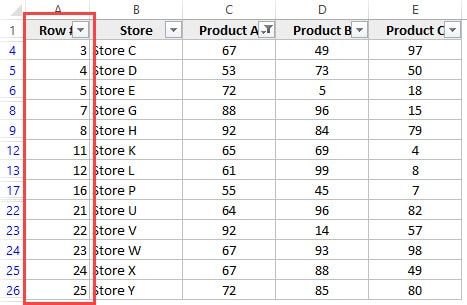 A B C D E
1 Row # Store Product A Product B Product C
4 3 Store C 67 49 97
5 4 Store D 53 73 50
6 5 Store E 72 5 18
8 7 Store G 88 96 15
9 8 Store H 92 84 79
12 11 Store K 65 69 4
13 12 Store L 61 99 8
17 16 Store P 55 45 7
22 21 Store U 64 96 82
23 22 Store V 92 14 57
24 23 Store W 67 93 98
25 24 Store X 67 88 49
26 25 Store Y 72 85 80